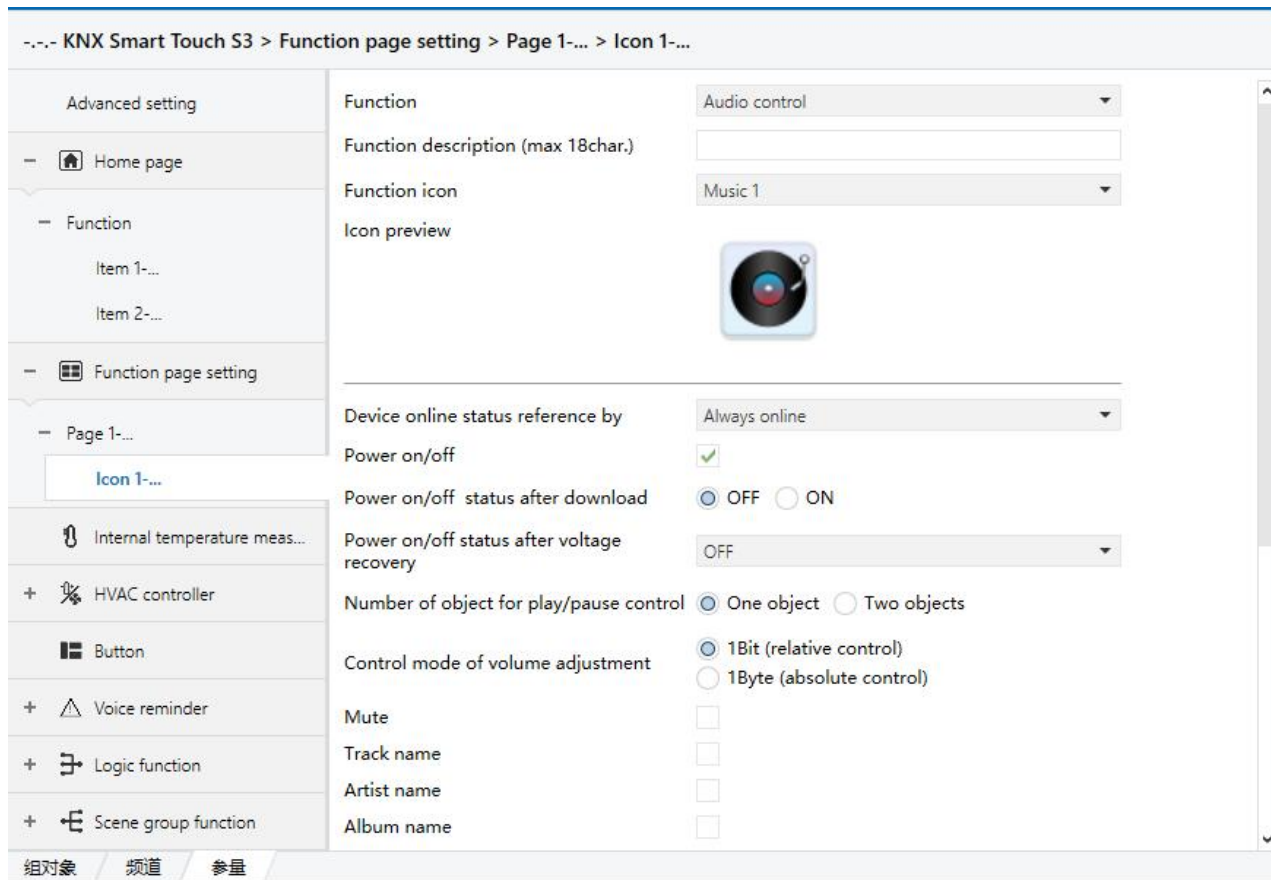 -.-.- KNX Smart Touch S3 > Function page setting > Page 1-... > Icon 1-...
Advanced setting
Home page
Function
Item 1-...
Item 2-...
Function page setting
Page 1-...
Icon 1-...
Internal temperature meas...
HVAC controller
Button
Voice reminder
Logic function
Scene group function
Function Audio control
Function description (max 18char.)
Function icon Music 1
Icon preview
Device online status reference by Always online
Power on/off
Power on/off status after download OFF ON
Power on/off status after voltage
recovery OFF
Number of object for play/pause control One object Two objects
Control mode of volume adjustment 1Bit (relative control)
1Byte (absolute control)
Mute
Track name
Artist name
Album name
组对象 频道 参量